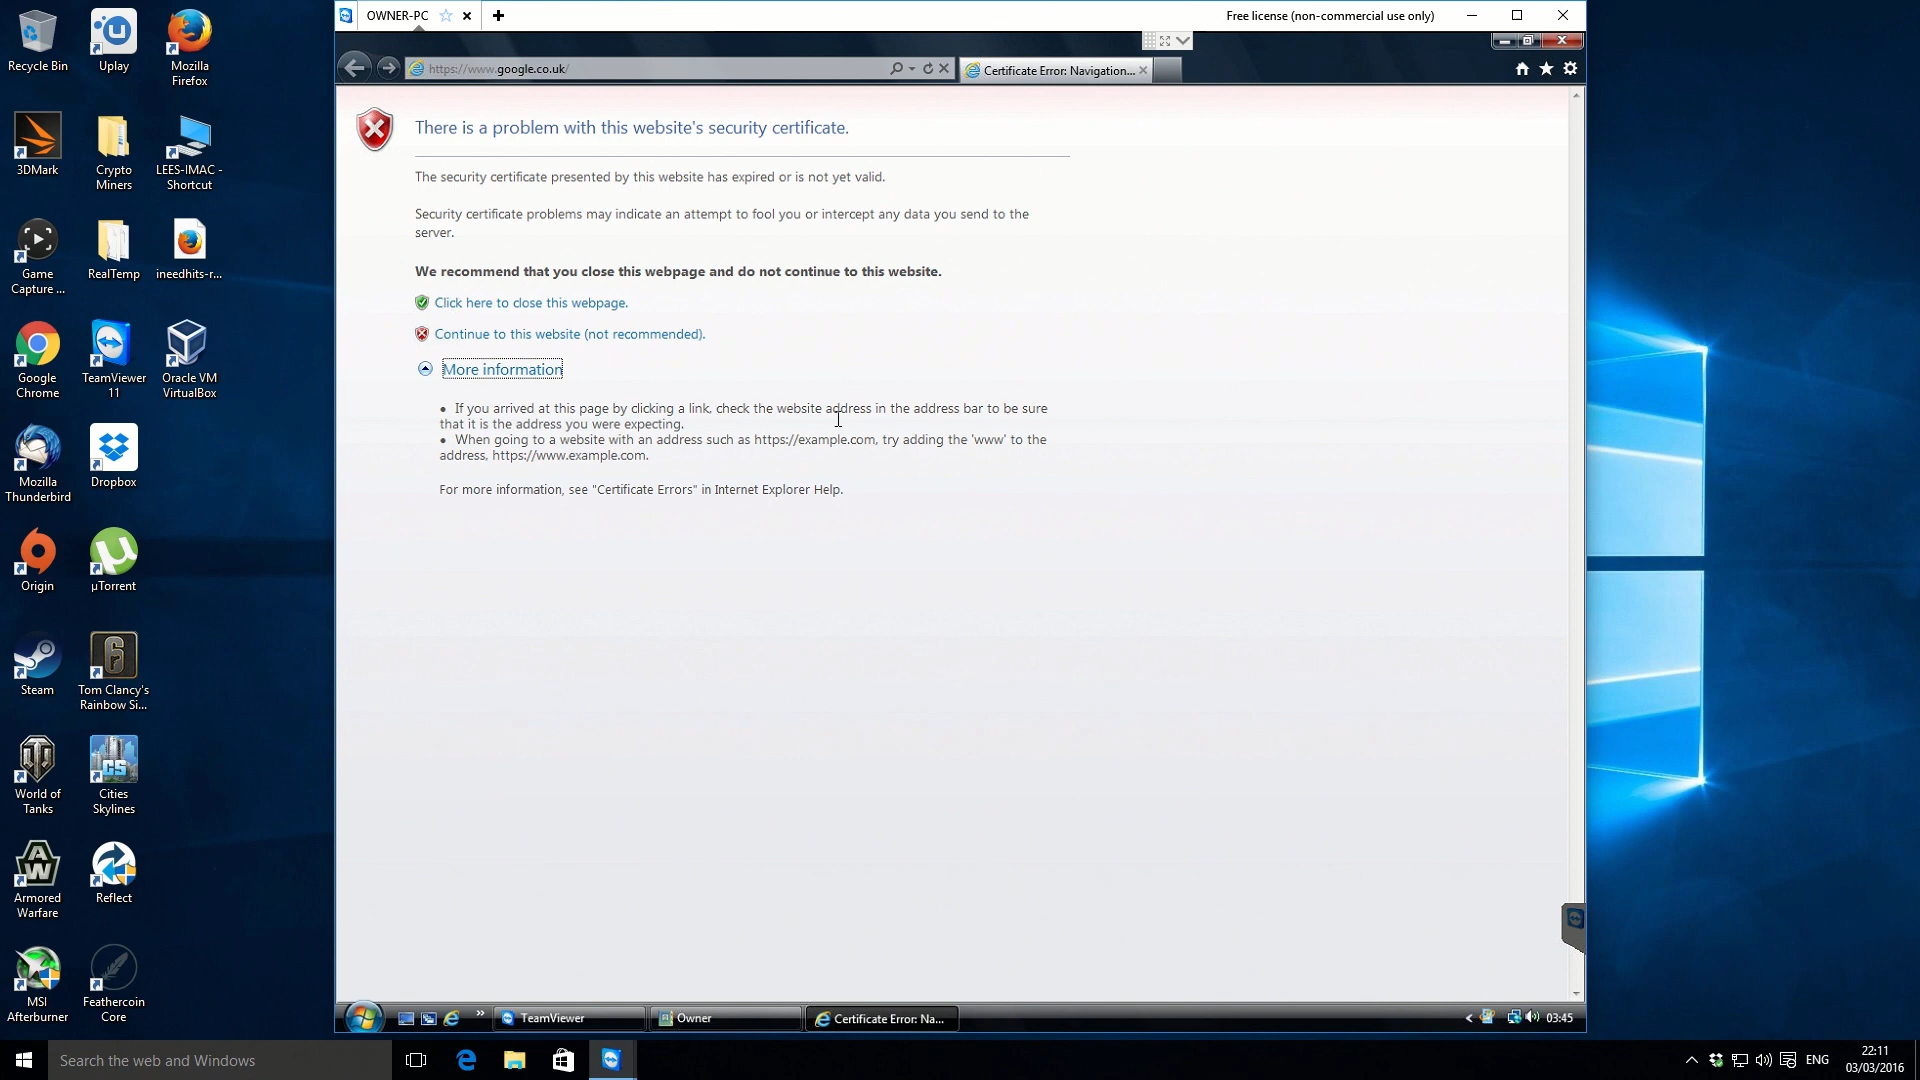 OWNER-PC
Free license (non-commercial use only)
https://www.google.co.uk/
Certificate Error: Navigation...
There is a problem with this website's security certificate.
The security certificate presented by this website has expired or is not yet valid.
Security certificate problems may indicate an attempt to fool you or intercept any data you send to the
server.
We recommend that you close this webpage and do not continue to this website.
Click here to close this webpage.
Continue to this website (not recommended).
More information
• If you arrived at this page by clicking a link, check the website address in the address bar to be sure
that it is the address you were expecting.
• When going to a website with an address such as https://example.com, try adding the 'www' to the
address, https://www.example.com.
For more information, see "Certificate Errors" in Internet Explorer Help.
TeamViewer
Owner
Certificate Error: Na...
03:45
Recycle Bin
Uplay
Mozilla
Firefox
3DMark
Crypto
Miners
LEES-IMAC -
Shortcut
Game
Capture ...
RealTemp
ineedhits-r...
Google
Chrome
TeamViewer
11
Oracle VM
VirtualBox
Mozilla
Thunderbird
Dropbox
Origin
µTorrent
Steam
Tom Clancy's
Rainbow Si...
World of
Tanks
CS
Cities
Skylines
AW
Armored
Warfare
Reflect
MSI
Afterburner
Feathercoin
Core
Search the web and Windows
ENG
22:11
03/03/2016